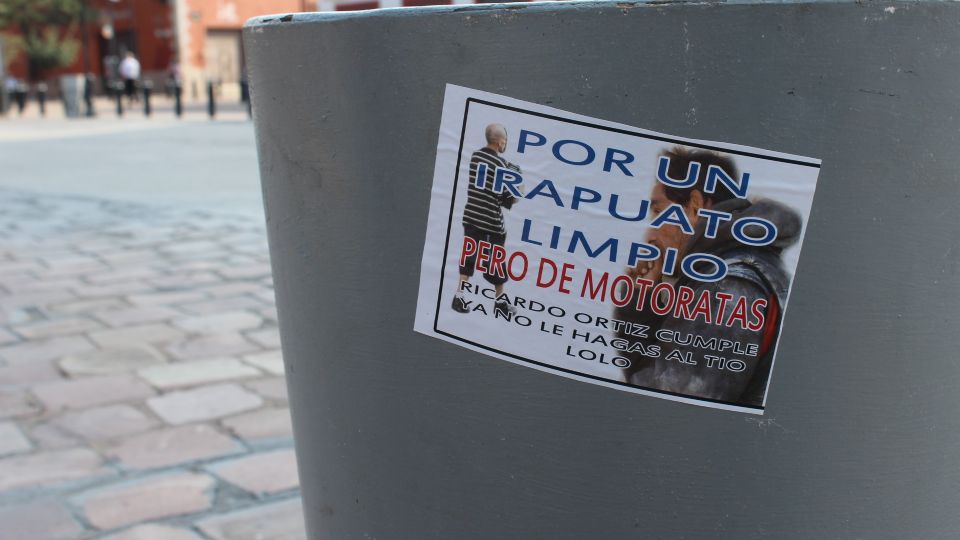 POR UN
IRAPUATO
LIMPIO
PERO DE MOTORATAS
RICARDO ORTIZ CUMPLE
YA NO LE HAGAS AL TIO
LOLO